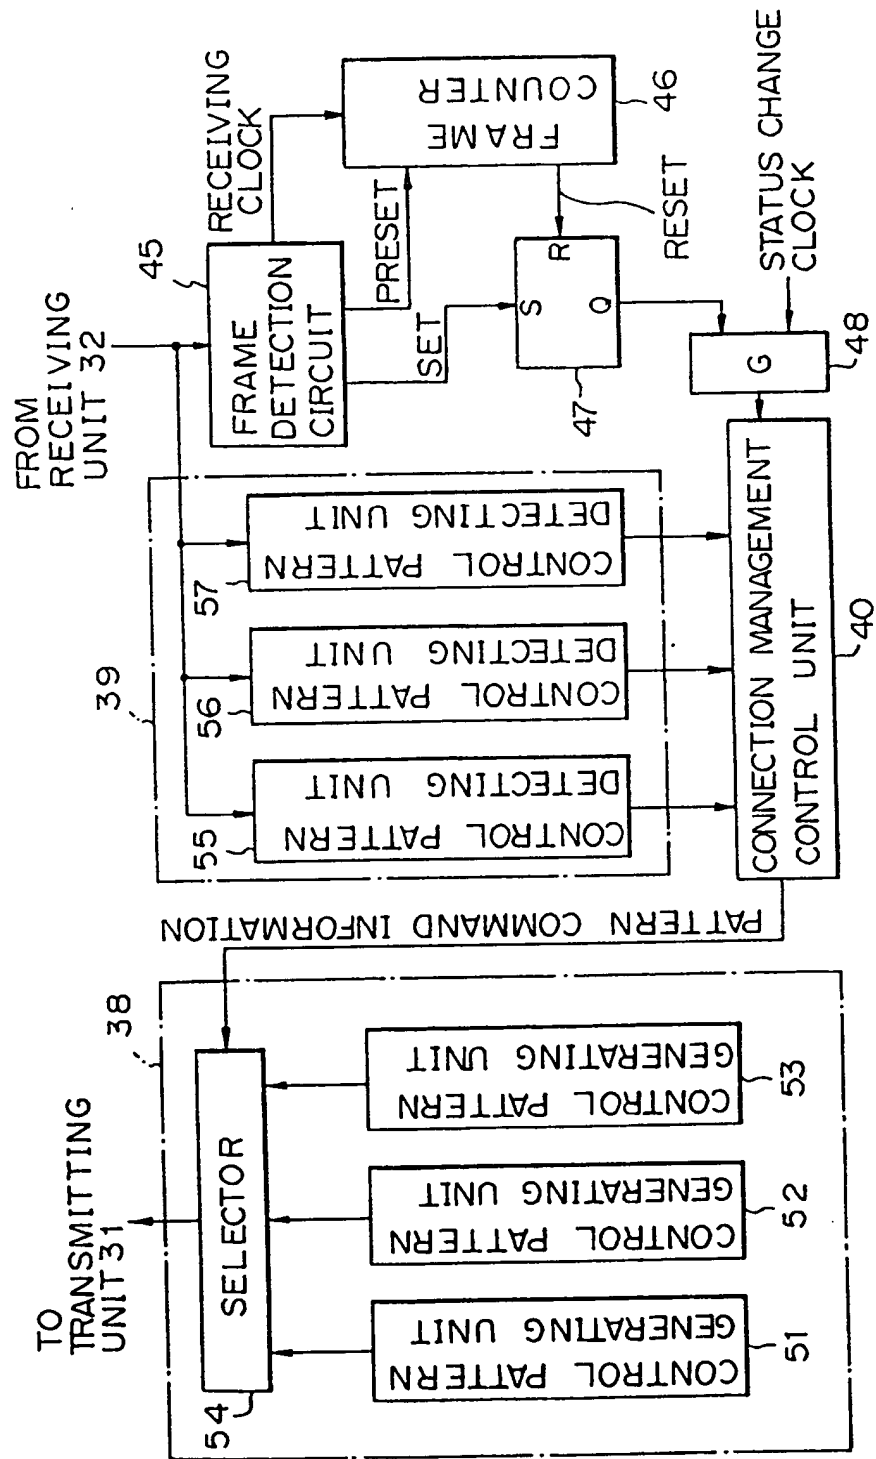 TO
TRANSMITTING
UNIT 31
38
SELECTOR
54
CONTROL PATTERN
GENERATING UNIT
51
CONTROL PATTERN
GENERATING UNIT
52
CONTROL PATTERN
GENERATING UNIT
53
PATTERN COMMAND INFORMATION
FROM
RECEIVING
UNIT 32
39
55
CONTROL PATTERN
DETECTING UNIT
56
CONTROL PATTERN
DETECTING UNIT
57
CONTROL PATTERN
DETECTING UNIT
CONNECTION MANAGEMENT
CONTROL UNIT
40
45
FRAME
DETECTION
CIRCUIT
RECEIVING
CLOCK
PRESET
SET
FRAME
COUNTER
46
RESET
S
R
Q
47
G
48
STATUS CHANGE
CLOCK